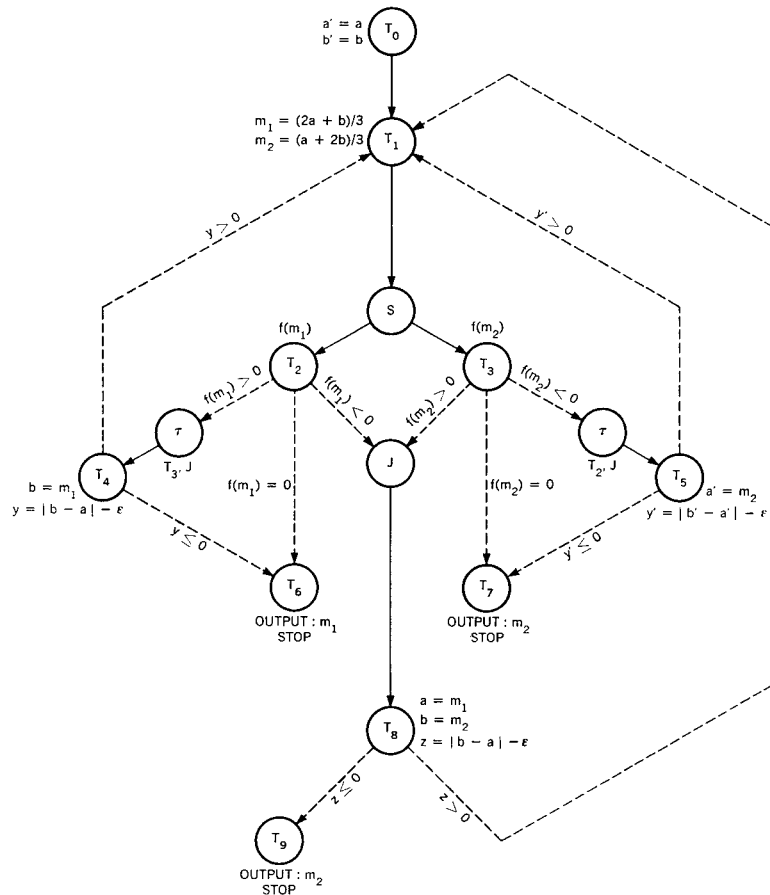 a′ = a
b′ = b
T₀
m₁ = (2a + b)/3
m₂ = (a + 2b)/3
T₁
y > 0
y′ > 0
S
f(m₁)
f(m₂)
T₂
T₃
f(m₁) > 0
f(m₁) < 0
f(m₂) > 0
f(m₂) < 0
τ
T₃, J
J
τ
T₂, J
T₄
b = m₁
y = |b − a| − ε
f(m₁) = 0
f(m₂) = 0
T₅
a′ = m₂
y′ = |b′ − a′| − ε
y ≤ 0
y′ ≤ 0
T₆
OUTPUT : m₁
STOP
T₇
OUTPUT : m₂
STOP
T₈
a = m₁
b = m₂
z = |b − a| − ε
z ≤ 0
z > 0
T₉
OUTPUT : m₂
STOP